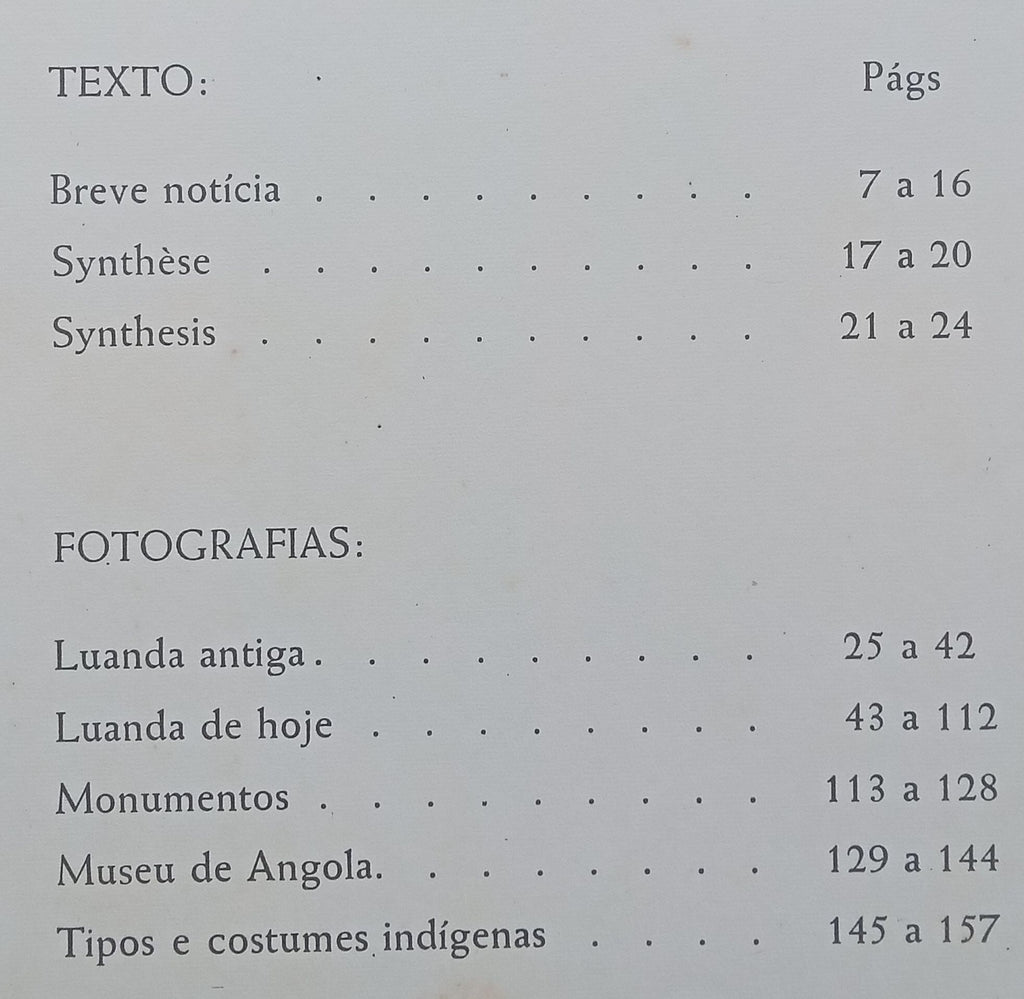 TEXTO: Págs
Breve notícia . . . . . . . . . 7 a 16
Synthèse . . . . . . . . . . 17 a 20
Synthesis . . . . . . . . . . 21 a 24
FOTOGRAFIAS:
Luanda antiga . . . . . . . . . 25 a 42
Luanda de hoje . . . . . . . . 43 a 112
Monumentos . . . . . . . . . 113 a 128
Museu de Angola. . . . . . . . 129 a 144
Tipos e costumes indígenas . . . . 145 a 157